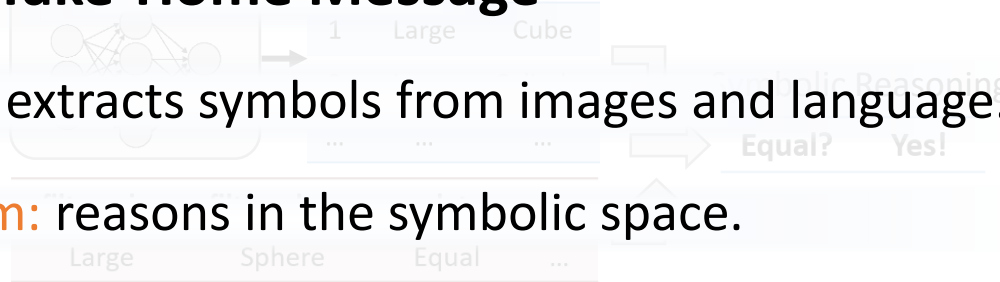 Take Home Message
1 Large Cube
extracts symbols from images and language.
Symbolic Reasoning
... ... ...
Equal? Yes!
m: reasons in the symbolic space.
Large Sphere Equal ...